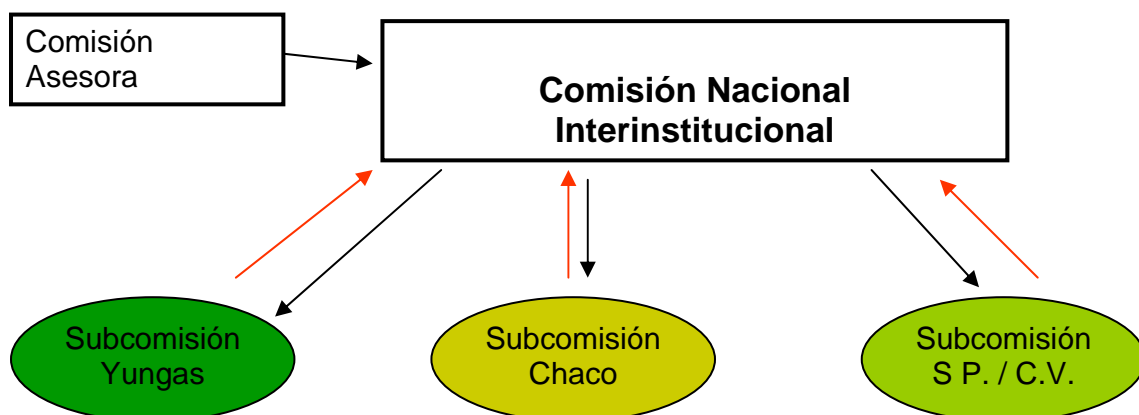 Comisión
Asesora
Comisión Nacional
Interinstitucional
Subcomisión
Yungas
Subcomisión
Chaco
Subcomisión
S P. / C.V.